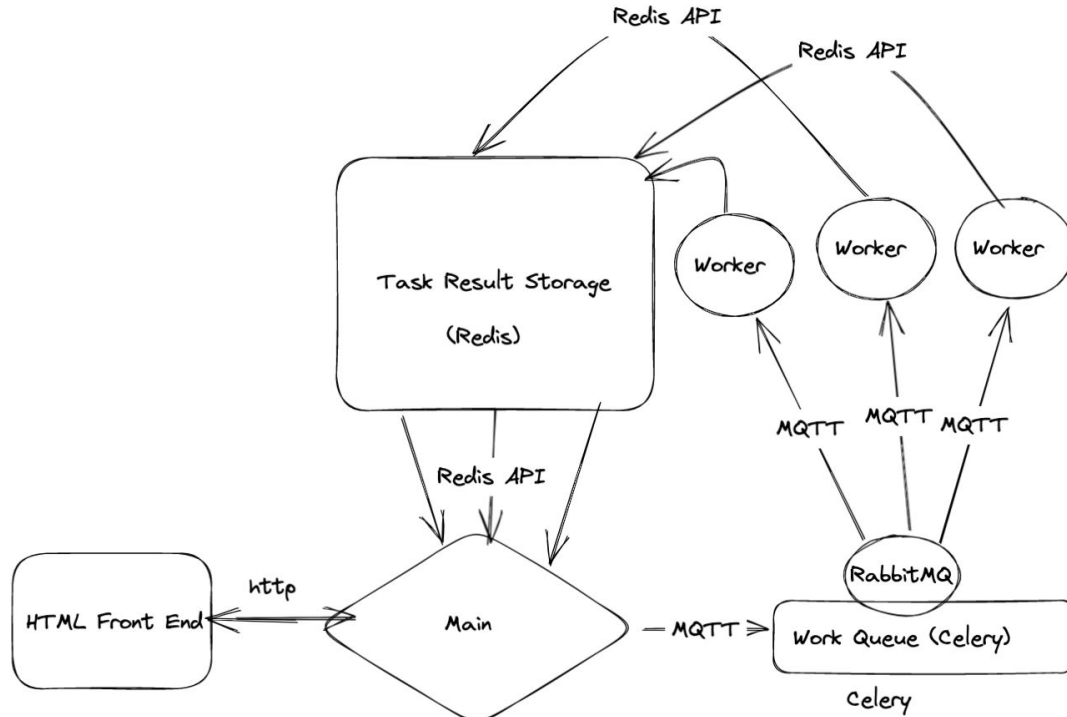 Redis API
Redis API
Worker
Worker
Worker
Task Result Storage
(Redis)
MQTT
MQTT
MQTT
Redis API
RabbitMQ
http
HTML Front End
Main
MQTT
Work Queue (Celery)
Celery